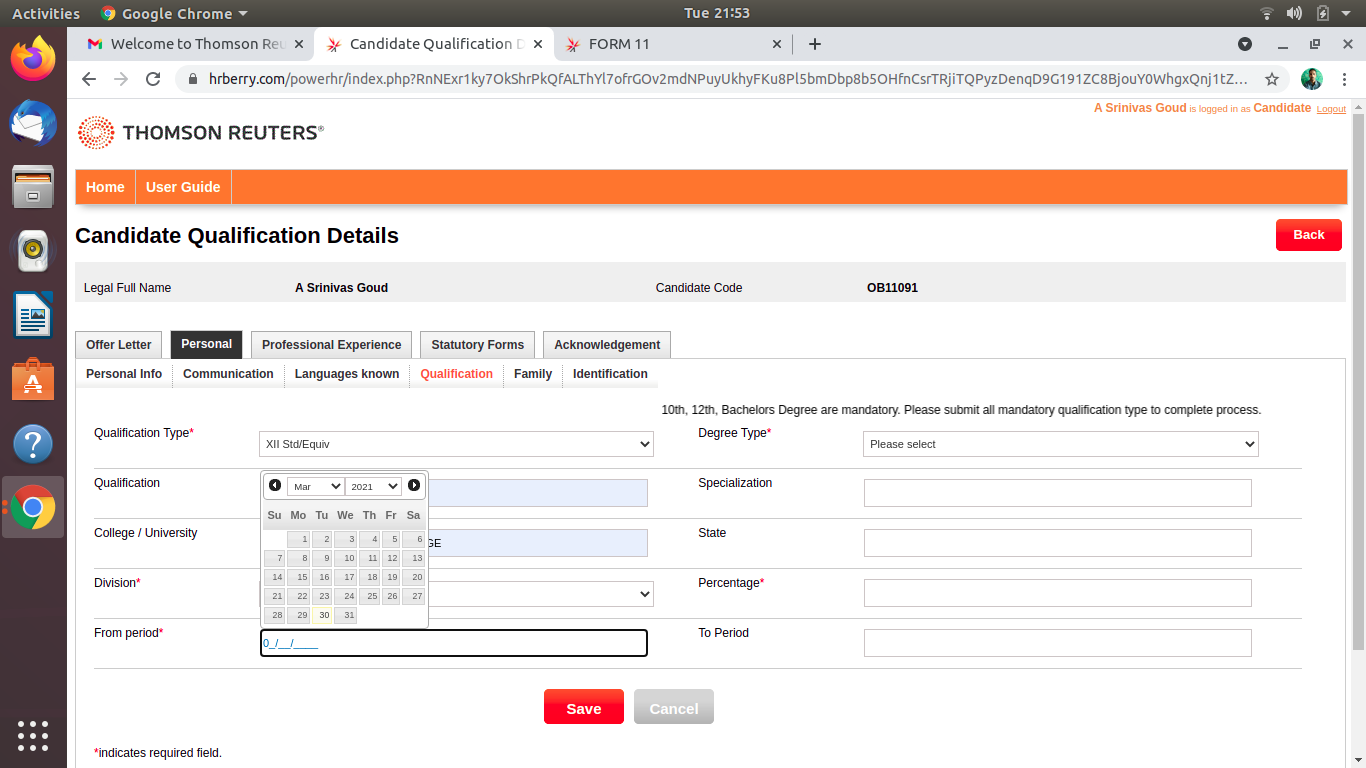 Activities Google Chrome Tue 21:53
Welcome to Thomson Reu Candidate Qualification D FORM 11
hrberry.com/powerhr/index.php?RnNExr1ky7OkShrPkQfALThYl7ofrGOv2mdNPuyUkhyFKu8Pl5bmDbp8b5OHfnCsrTRjiTQPyzDenqD9G191ZC8BjouY0WhgxQnj1tZ...
A Srinivas Goud is logged in as Candidate Logout
THOMSON REUTERS®
Home User Guide
Candidate Qualification Details Back
Legal Full Name A Srinivas Goud Candidate Code OB11091
Offer Letter Personal Professional Experience Statutory Forms Acknowledgement
Personal Info Communication Languages known Qualification Family Identification
10th, 12th, Bachelors Degree are mandatory. Please submit all mandatory qualification type to complete process.
Qualification Type* XII Std/Equiv Degree Type* Please select
Qualification Specialization
College / University GE State
Division* Percentage*
From period* 0_/__/____ To Period
Mar 2021
Su Mo Tu We Th Fr Sa
1 2 3 4 5 6
7 8 9 10 11 12 13
14 15 16 17 18 19 20
21 22 23 24 25 26 27
28 29 30 31
Save Cancel
*indicates required field.